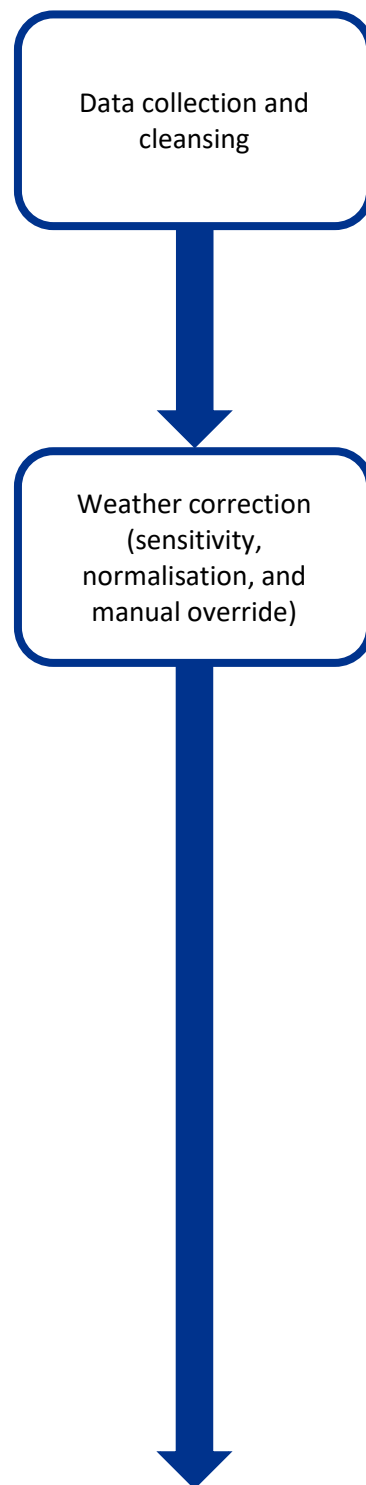 Data collection and
cleansing
Weather correction
(sensitivity,
normalisation, and
manual override)